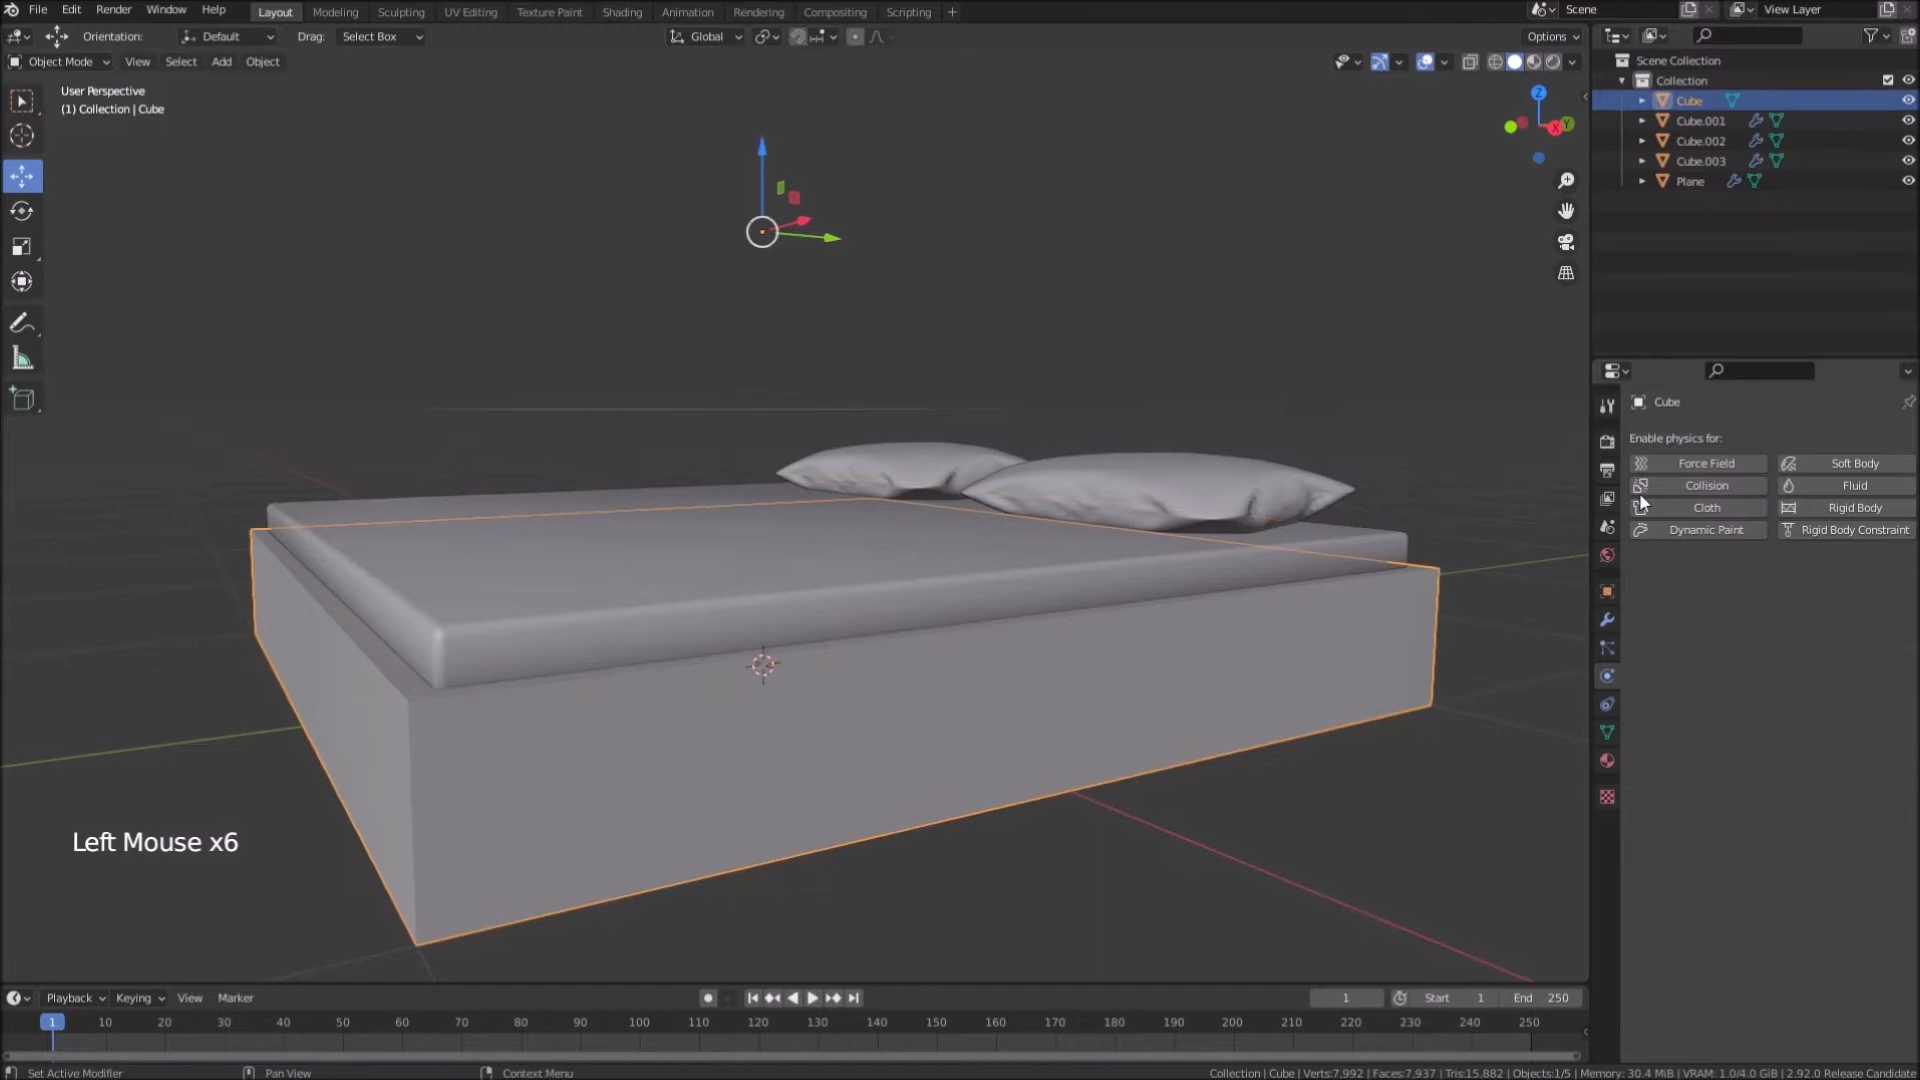 File Edit Render Window Help Layout Modeling Sculpting UV Editing Texture Paint Shading Animation Rendering Compositing Scripting + Scene View Layer
Orientation: Default Drag: Select Box Global Options
Object Mode View Select Add Object
User Perspective
(1) Collection | Cube
Z
X
Y
Scene Collection
Collection
Cube
Cube.001
Cube.002
Cube.003
Plane
Cube
Enable physics for:
Force Field Soft Body
Collision Fluid
Cloth Rigid Body
Dynamic Paint Rigid Body Constraint
Left Mouse x6
Playback Keying View Marker 1 Start 1 End 250
1 10 20 30 40 50 60 70 80 90 100 110 120 130 140 150 160 170 180 190 200 210 220 230 240 250
Set Active Modifier Pan View Context Menu Collection | Cube | Verts:7,992 | Faces:7,937 | Tris:15,882 | Objects:1/5 | Memory: 30.4 MiB | VRAM: 1.0/4.0 GiB | 2.92.0 Release Candidate